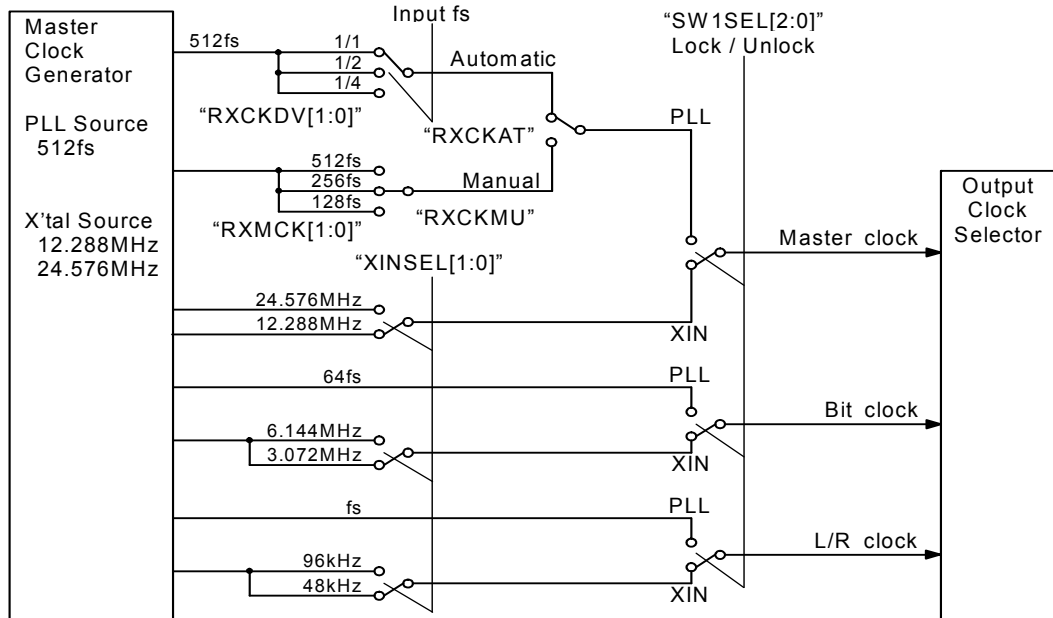 Master
Clock
Generator
PLL Source
512fs
X'tal Source
12.288MHz
24.576MHz
512fs
1/1
1/2
1/4
“RXCKDV[1:0]”
Input fs
Automatic
“RXCKAT”
512fs
256fs
128fs
“RXMCK[1:0]”
Manual
“RXCKMU”
“SW1SEL[2:0]”
Lock / Unlock
PLL
“XINSEL[1:0]”
24.576MHz
12.288MHz
XIN
Master clock
64fs
PLL
6.144MHz
3.072MHz
XIN
Bit clock
fs
PLL
96kHz
48kHz
XIN
L/R clock
Output
Clock
Selector